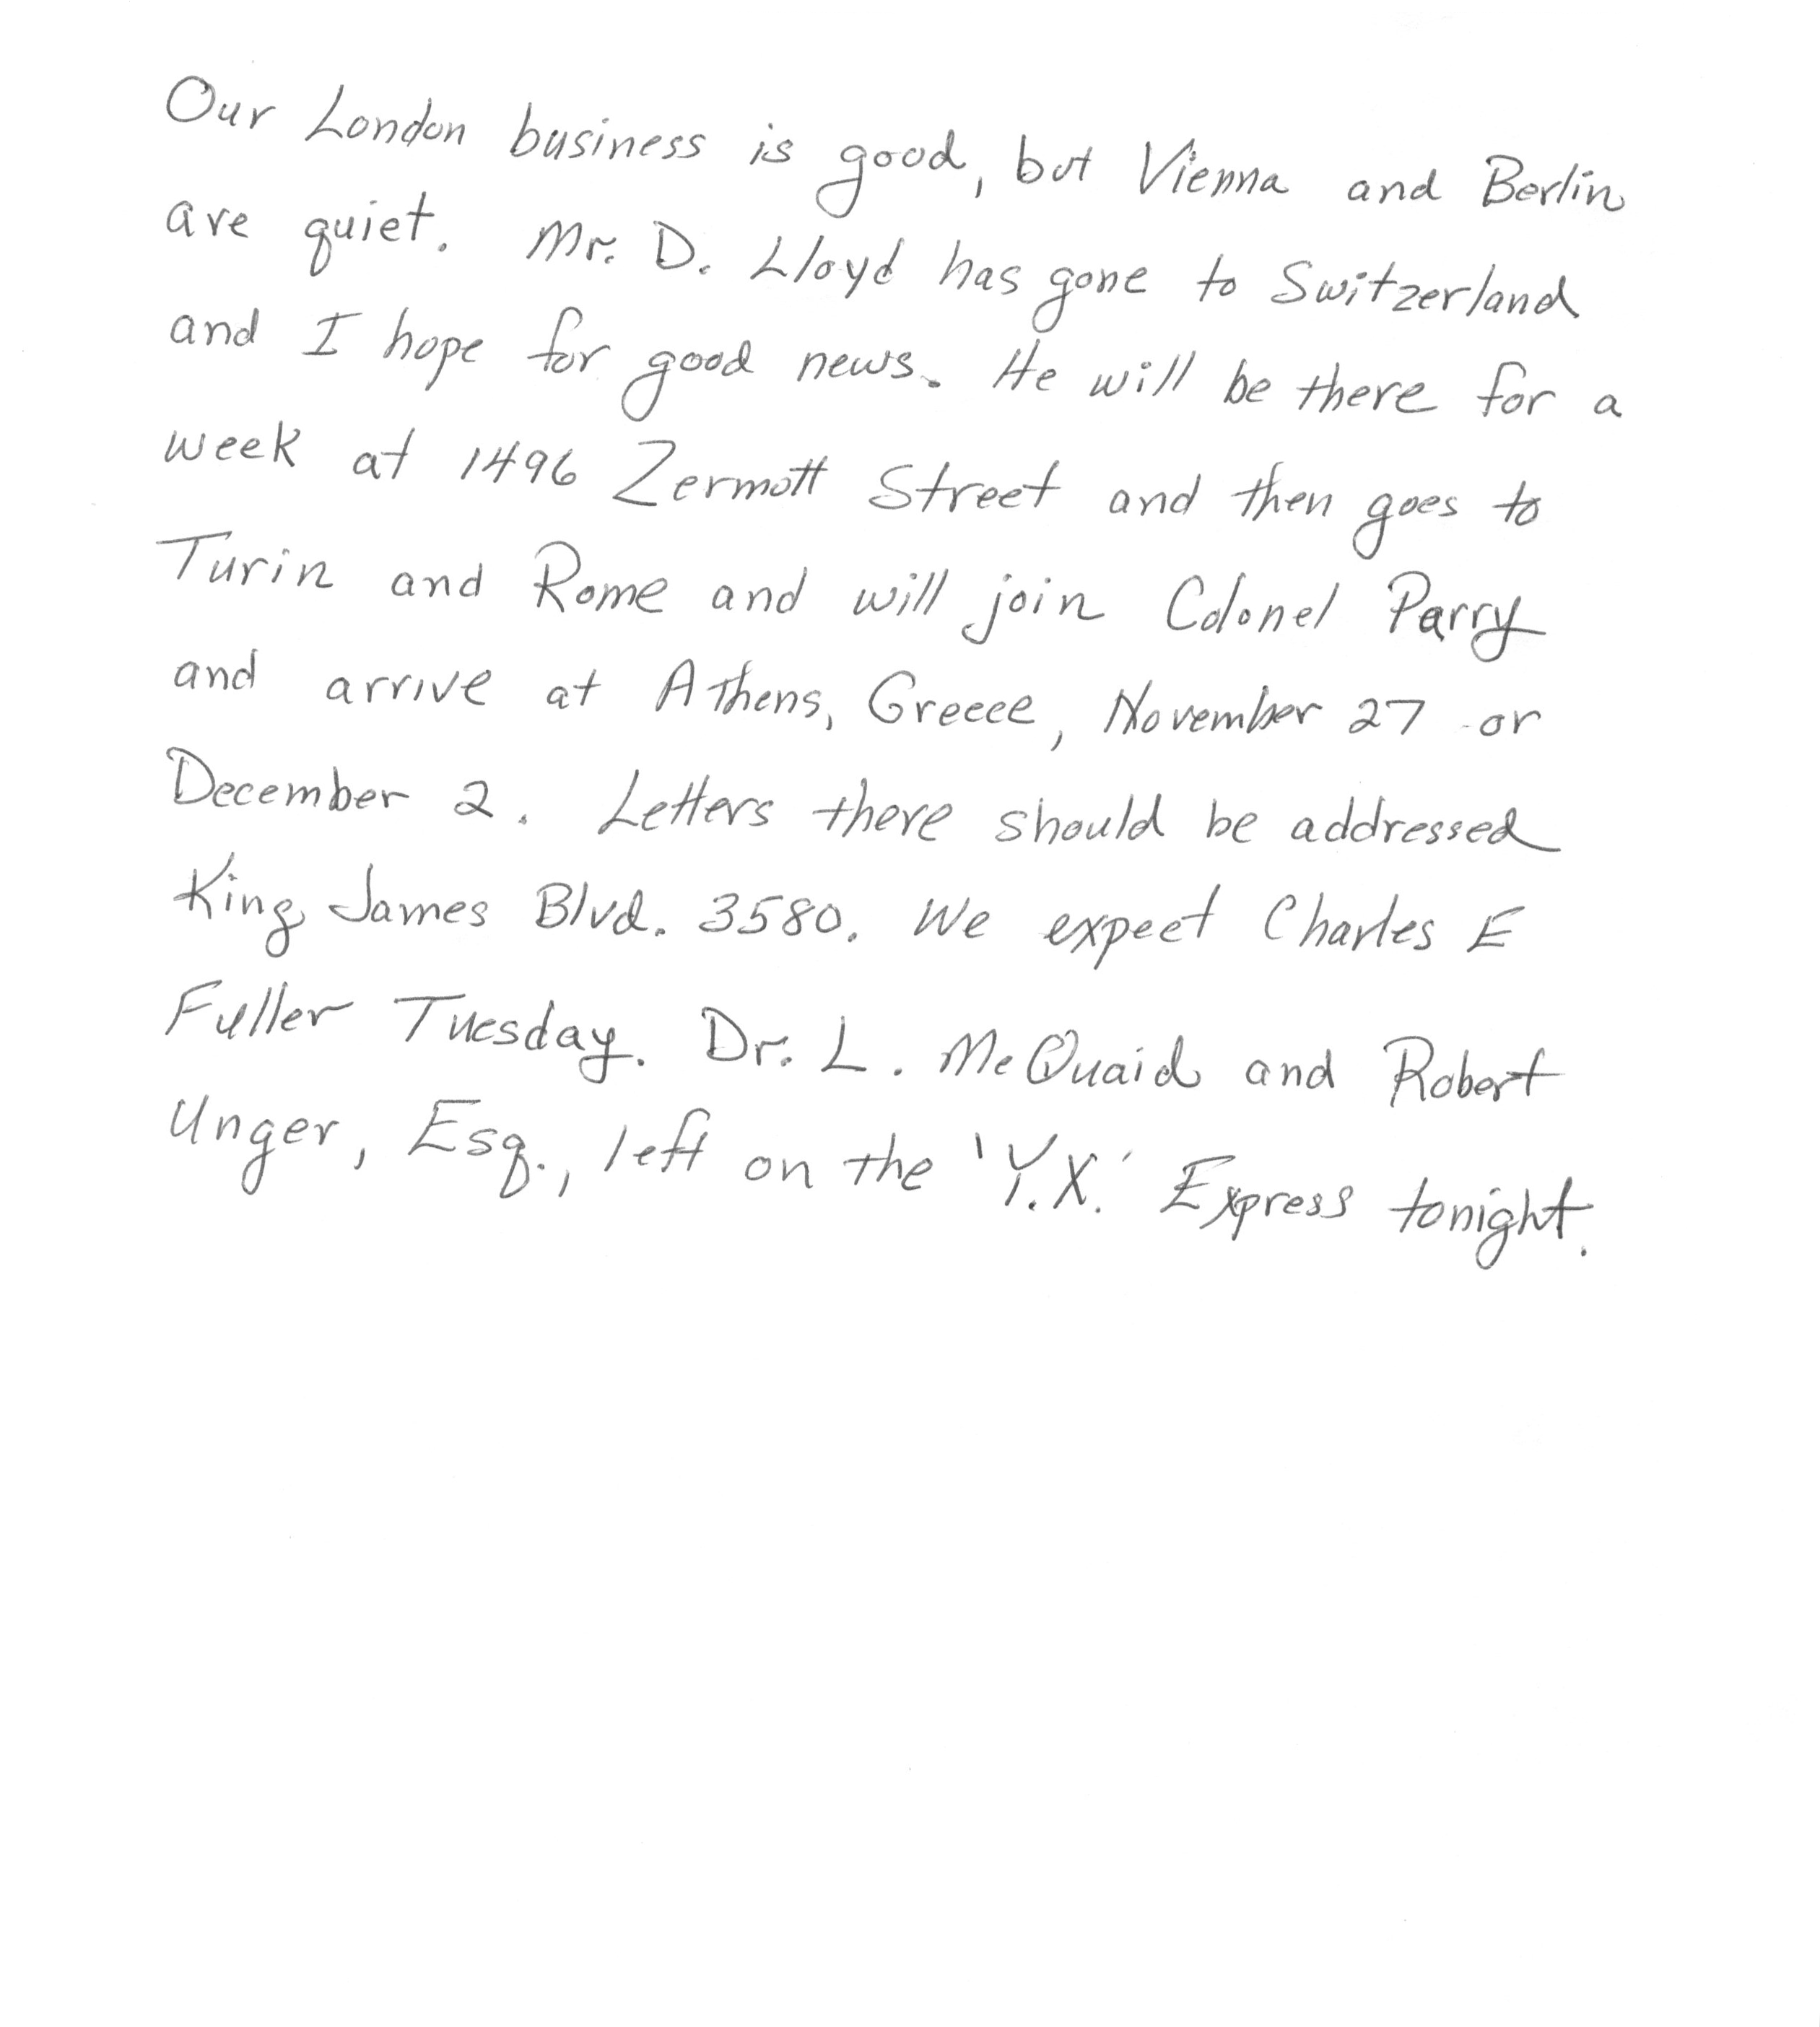 Our London business is good, but Vienna and Berlin
are quiet. Mr. D. Lloyd has gone to Switzerland
and I hope for good news. He will be there for a
week at 1496 Zermott Street and then goes to
Turin and Rome and will join Colonel Parry
and arrive at Athens, Greece, November 27 or
December 2. Letters there should be addressed
King James Blvd. 3580. We expect Charles E
Fuller Tuesday. Dr. L. McQuaid and Robert
Unger, Esq., left on the 'Y.X.' Express tonight.